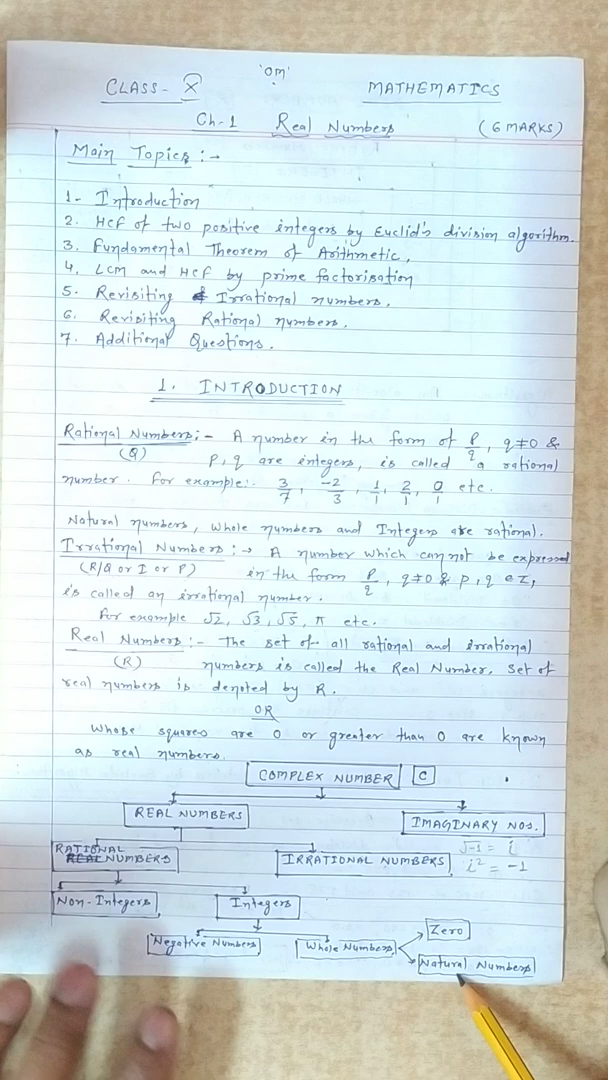 'OM'
CLASS - X MATHEMATICS
Ch-1 Real Numbers (6 MARKS)
Main Topics :→
1- Introduction
2. HCF of two positive integers by Euclid's division algorithm.
3. Fundamental Theorem of Arithmetic.
4. LCM and HCF by prime factorisation
5. Revisiting Irrational numbers.
6. Revisiting Rational numbers.
7. Additional Questions.
1. INTRODUCTION
Rational Numbers :- A number in the form of p/q, q≠0 &
(Q) p, q are integers, is called a rational
number. For example:- 3/7, -2/3, 1/1, 2/1, 0/1 etc.
Natural numbers, whole numbers and Integers are rational.
Irrational Numbers :→ A number which can not be expressed
(R/Q or I or P) in the form p/q, q≠0 & p, q ∈ Z,
is called an irrational number.
For example √2, √3, √5, π etc.
Real Numbers :- The set of all rational and irrational
(R) numbers is called the Real Number. Set of
real numbers is denoted by R.
OR
Whose squares are 0 or greater than 0 are known
as real numbers.
COMPLEX NUMBER C
REAL NUMBERS IMAGINARY NOS.
√-1 = i
RATIONAL NUMBERS IRRATIONAL NUMBERS i² = -1
Non-Integers Integers
Zero
Negative Numbers Whole Numbers
Natural Numbers